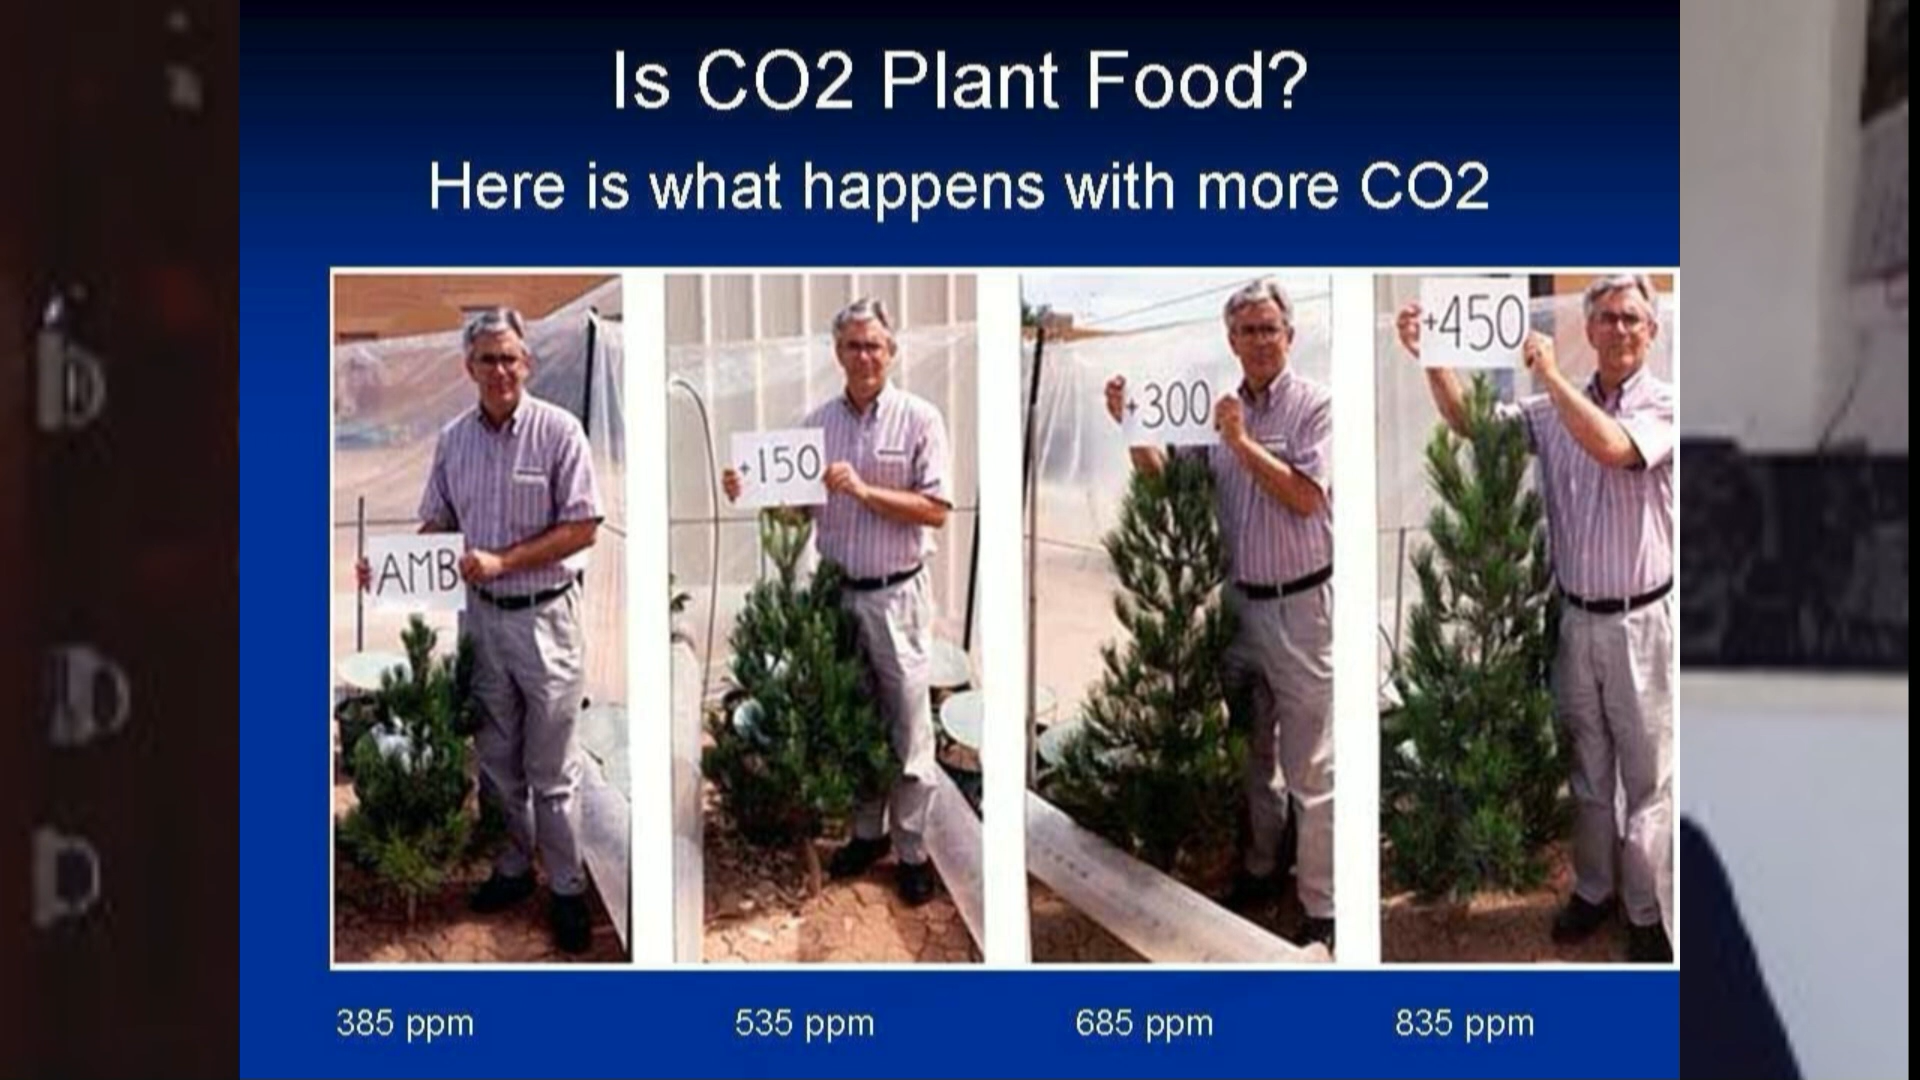 Is CO2 Plant Food?
Here is what happens with more CO2
AMB
+150
+300
+450
385 ppm
535 ppm
685 ppm
835 ppm